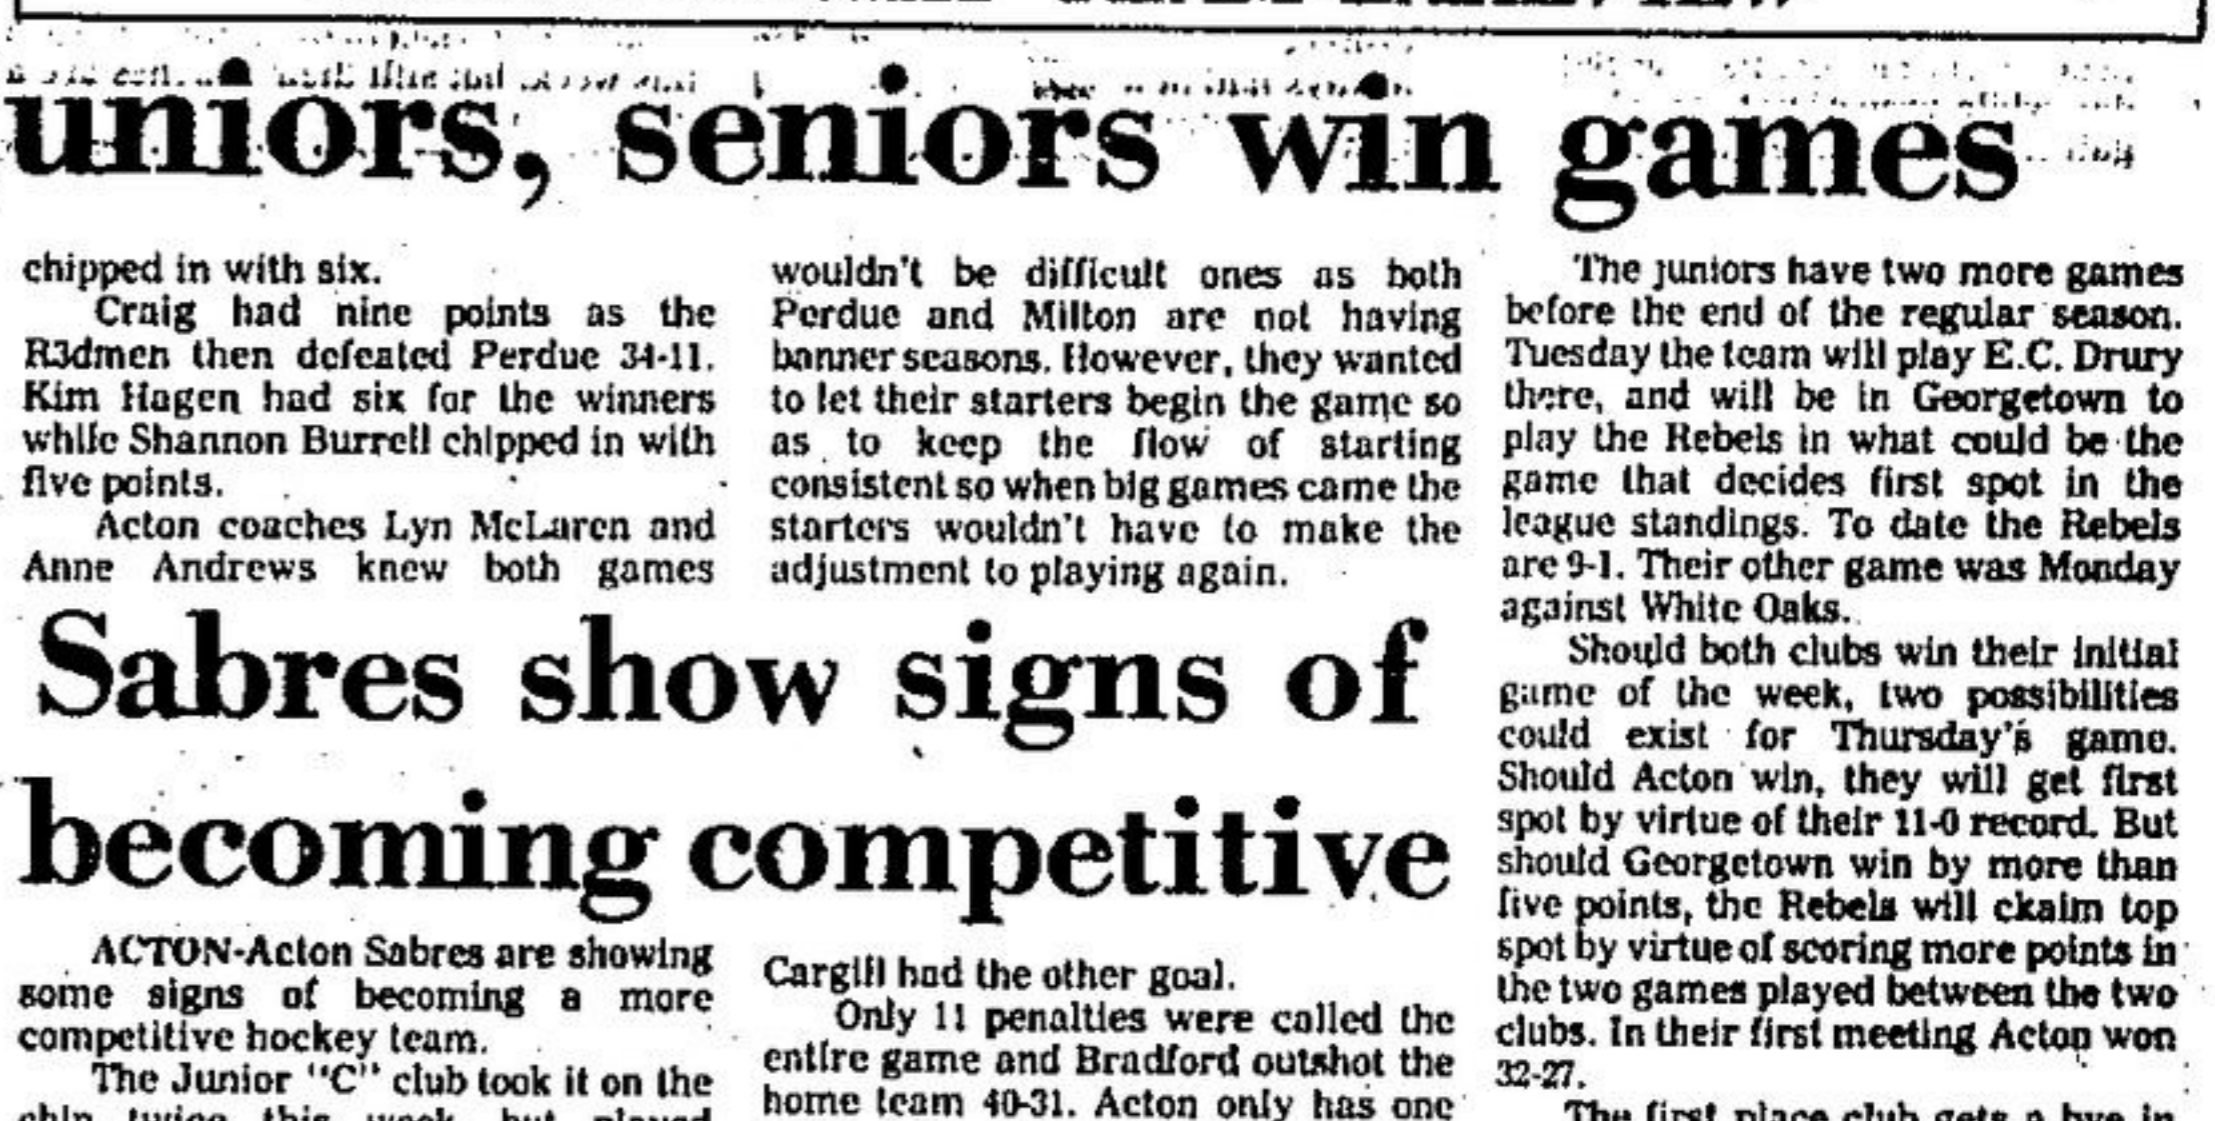 uniors, seniors win games
chipped in with six.
Craig had nine points as the
R3dmen then defeated Perdue 34-11.
Kim Hagen had six for the winners
while Shannon Burrell chipped in with
five points.
Acton coaches Lyn McLaren and
Anne Andrews knew both games
wouldn't be difficult ones as both
Perdue and Milton are not having
banner seasons. However, they wanted
to let their starters begin the game so
as to keep the flow of starting
consistent so when big games came the
starters wouldn't have to make the
adjustment to playing again.
The juniors have two more games
before the end of the regular season.
Tuesday the team will play E.C. Drury
there, and will be in Georgetown to
play the Rebels in what could be the
game that decides first spot in the
league standings. To date the Rebels
are 9-1. Their other game was Monday
against White Oaks.
Should both clubs win their initial
game of the week, two possibilities
could exist for Thursday's game.
Should Acton win, they will get first
spot by virtue of their 11-0 record. But
should Georgetown win by more than
five points, the Rebels will ckaim top
spot by virtue of scoring more points in
the two games played between the two
clubs. In their first meeting Acton won
32-27.
The first place club gets a bye in
Sabres show signs of
becoming competitive
ACTON-Acton Sabres are showing
some signs of becoming a more
competitive hockey team.
The Junior "C" club took it on the
chin twice this week but played
Cargill had the other goal.
Only 11 penalties were called the
entire game and Bradford outshot the
home team 40-31. Acton only has one